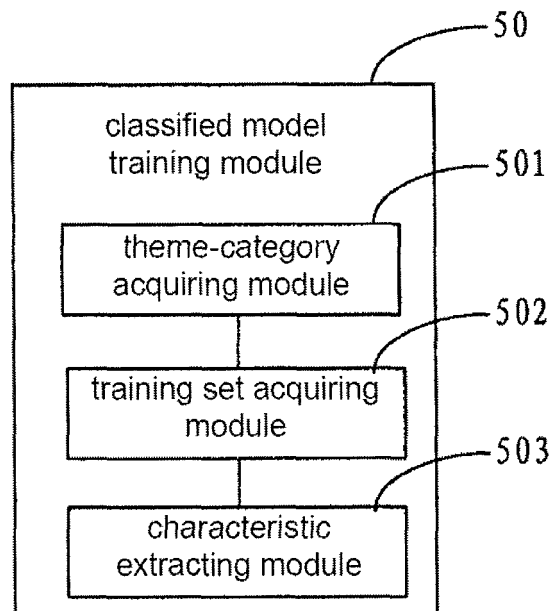 50
classified model
training module
501
theme-category
acquiring module
502
training set acquiring
module
503
characteristic
extracting module